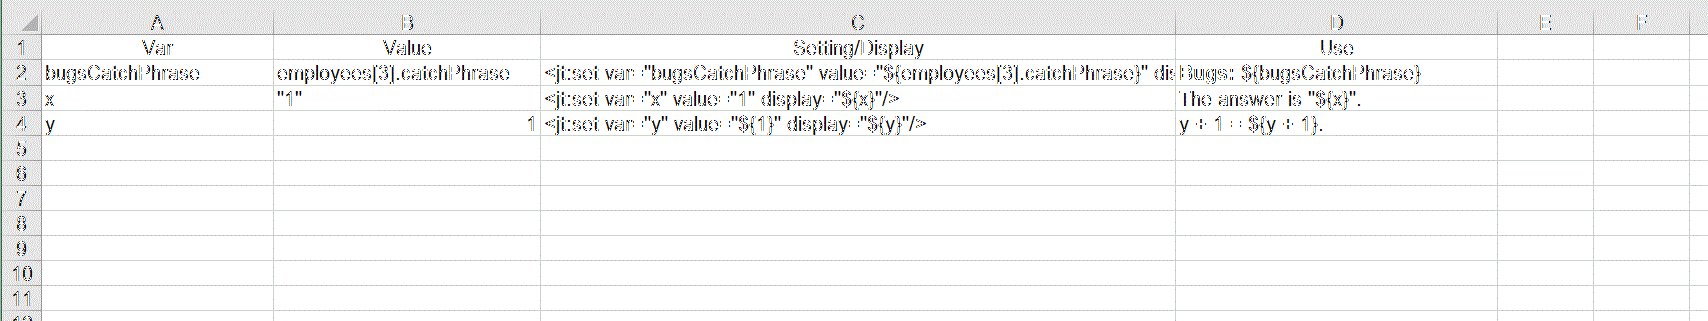 A B C D E F
1 Var Value Setting/Display Use
2 bugsCatchPhrase employees[3].catchPhrase <jt:set var="bugsCatchPhrase" value="${employees[3].catchPhrase}" dis Bugs: ${bugsCatchPhrase}
3 x "1" <jt:set var="x" value="1" display="${x}"/> The answer is "${x}".
4 y 1 <jt:set var="y" value="${1}" display="${y}"/> y + 1 = ${y + 1}.
5
6
7
8
9
10
11
12